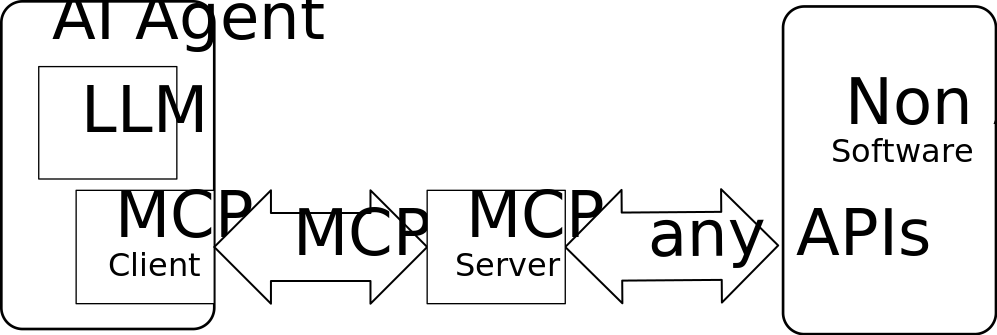 AI Agent
LLM
MCP
Client
MCP
MCP
Server
any APIs
Non
Software